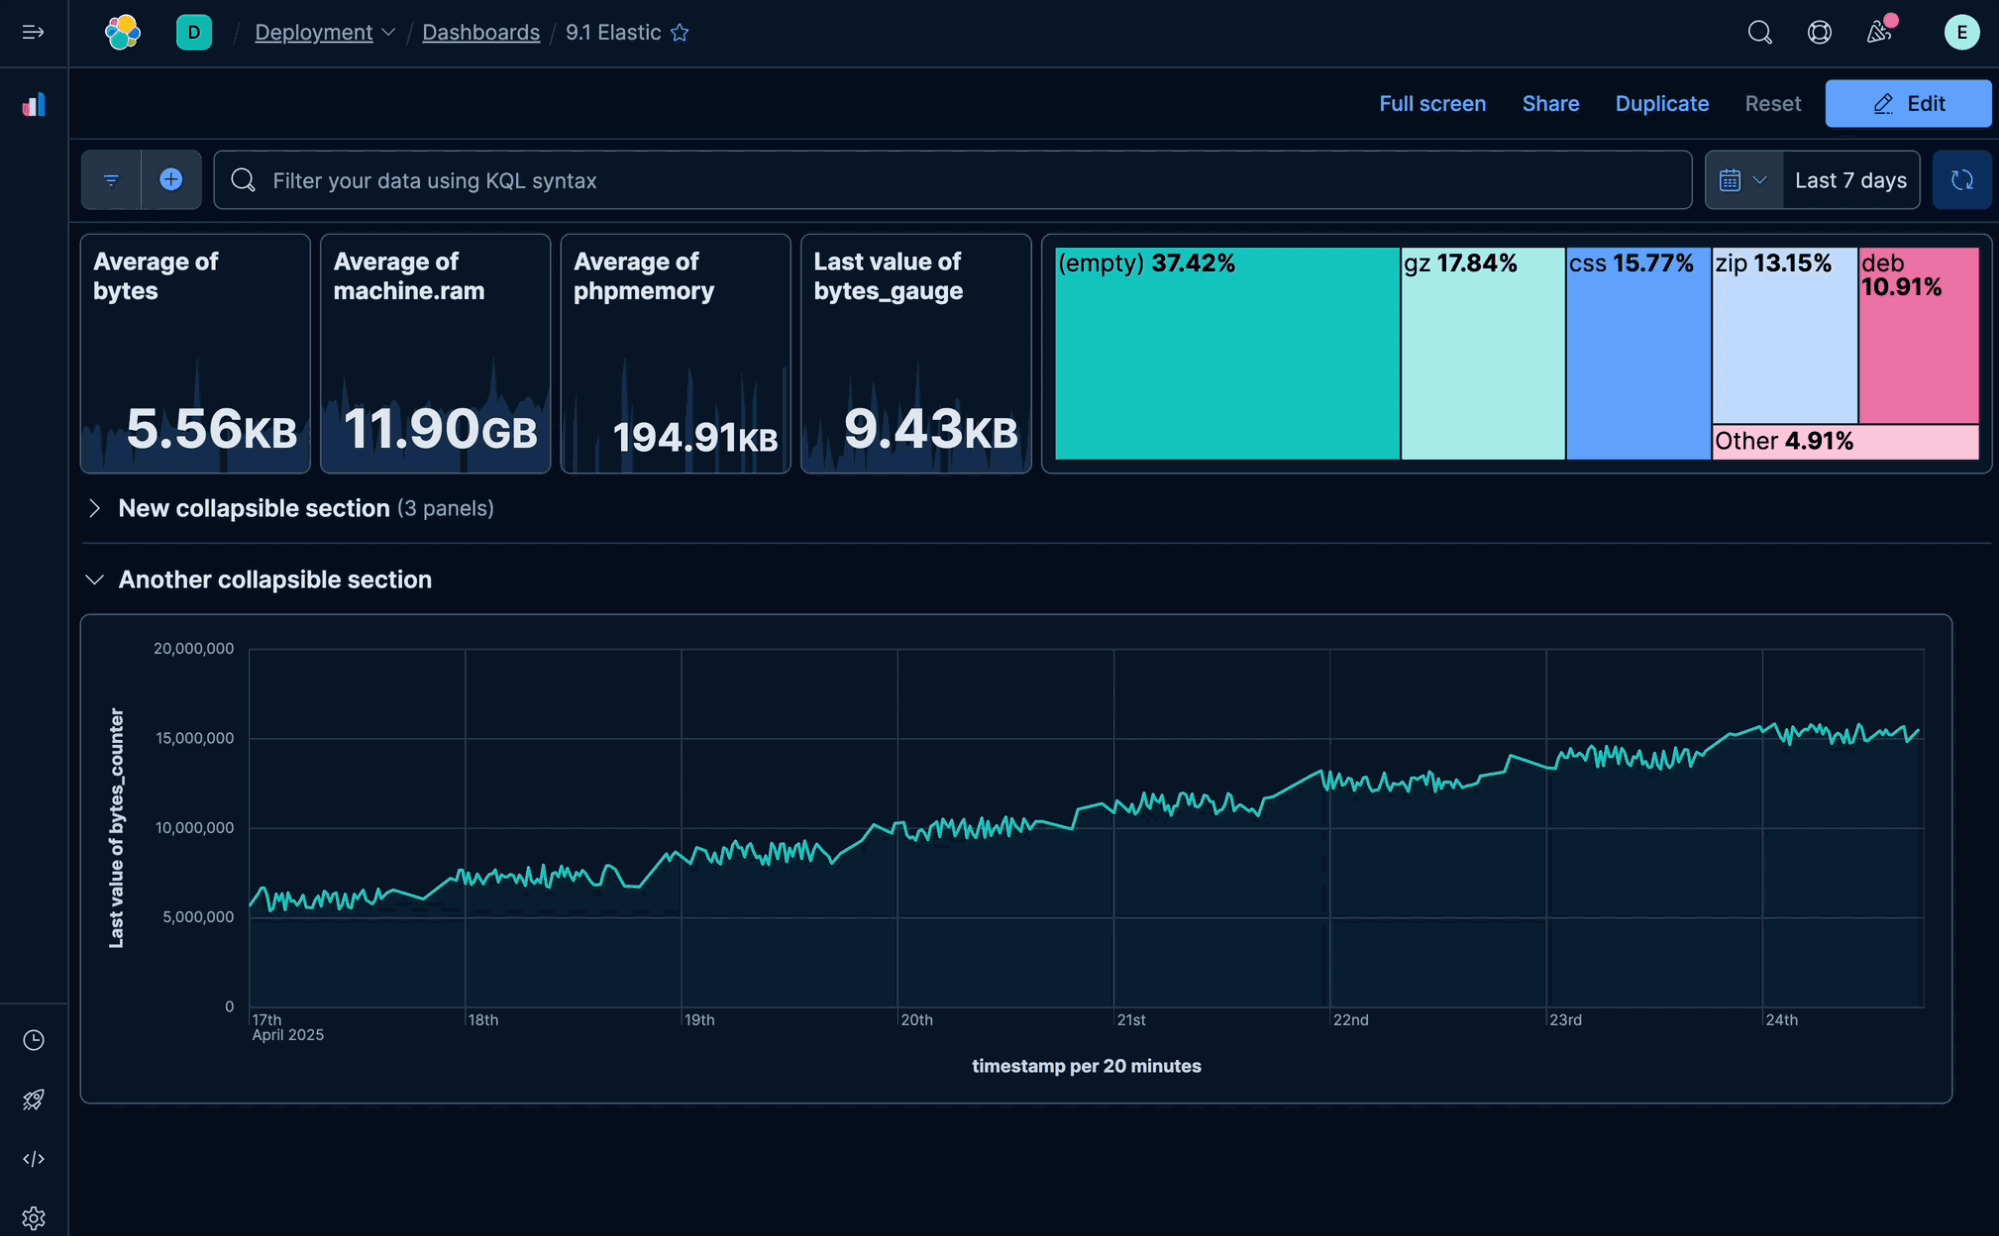 D / Deployment / Dashboards / 9.1 Elastic
E
Full screen Share Duplicate Reset Edit
Filter your data using KQL syntax
Last 7 days
Average of
bytes
5.56KB
Average of
machine.ram
11.90GB
Average of
phpmemory
194.91KB
Last value of
bytes_gauge
9.43KB
(empty) 37.42%
gz 17.84%
css 15.77%
zip 13.15%
deb
10.91%
Other 4.91%
New collapsible section (3 panels)
Another collapsible section
Last value of bytes_counter
20,000,000
15,000,000
10,000,000
5,000,000
0
17th 18th 19th 20th 21st 22nd 23rd 24th
April 2025
timestamp per 20 minutes